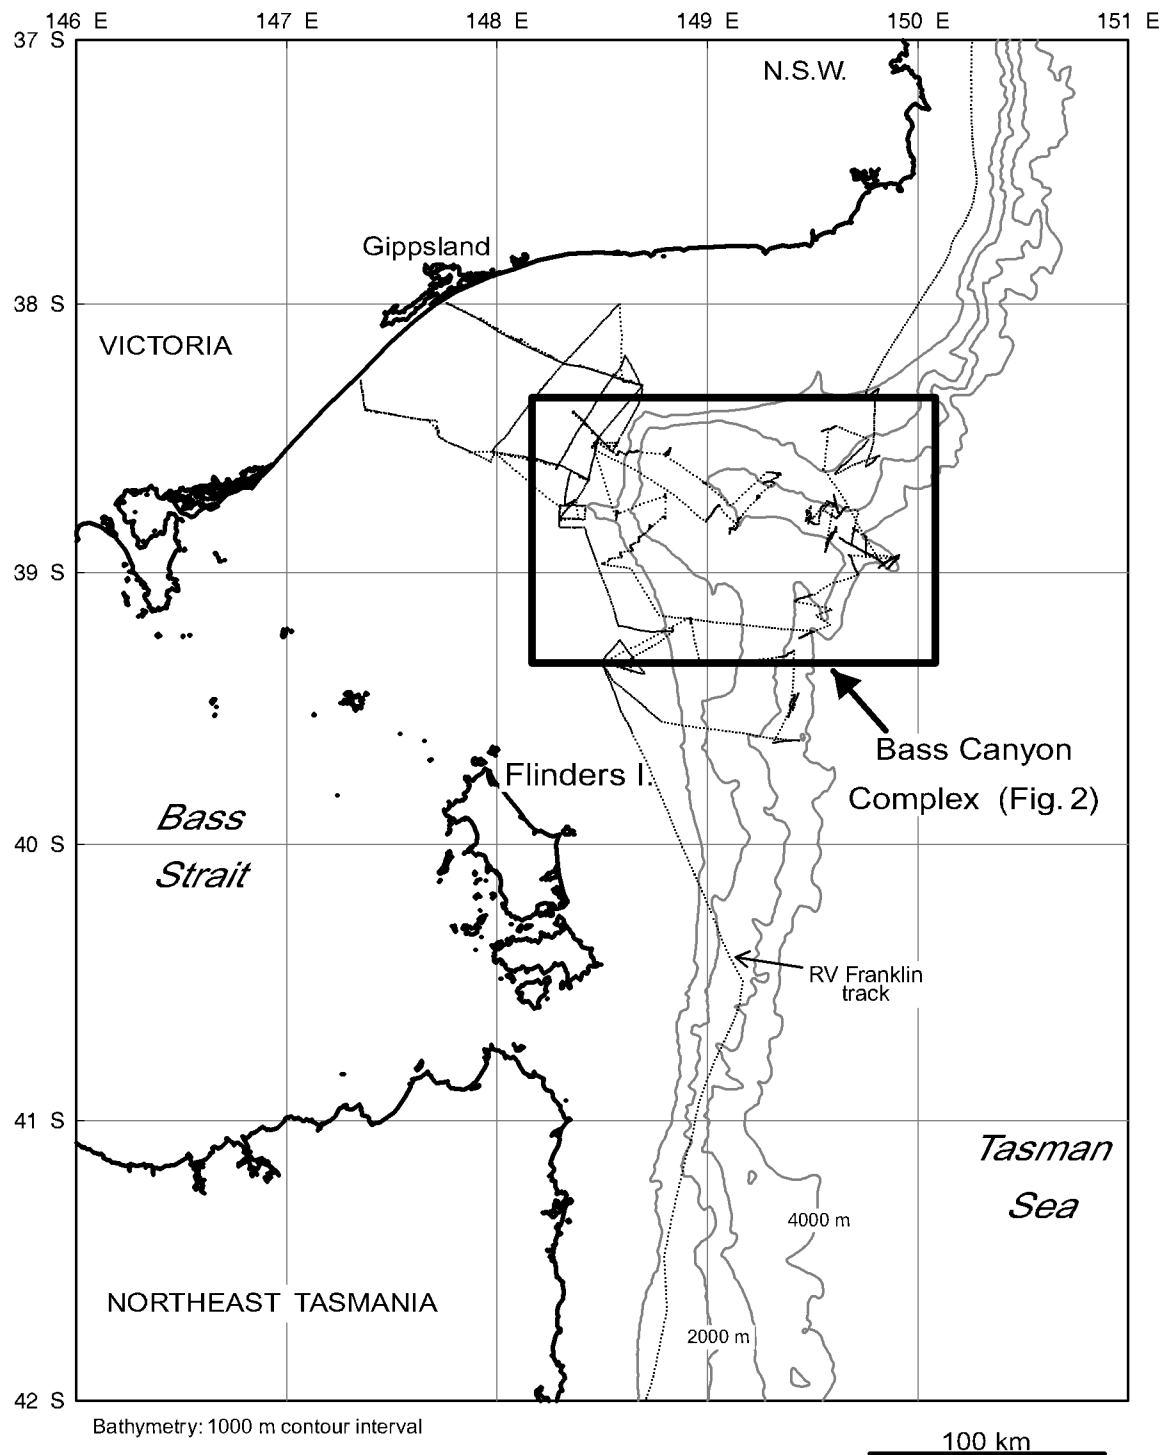 146 E 147 E 148 E 149 E 150 E 151 E
37 S
N.S.W.
Gippsland
38 S
VICTORIA
39 S
Bass Canyon
Complex (Fig. 2)
Flinders I.
Bass
Strait
40 S
RV Franklin
track
41 S
Tasman
Sea
4000 m
NORTHEAST TASMANIA
2000 m
42 S
Bathymetry: 1000 m contour interval
100 km